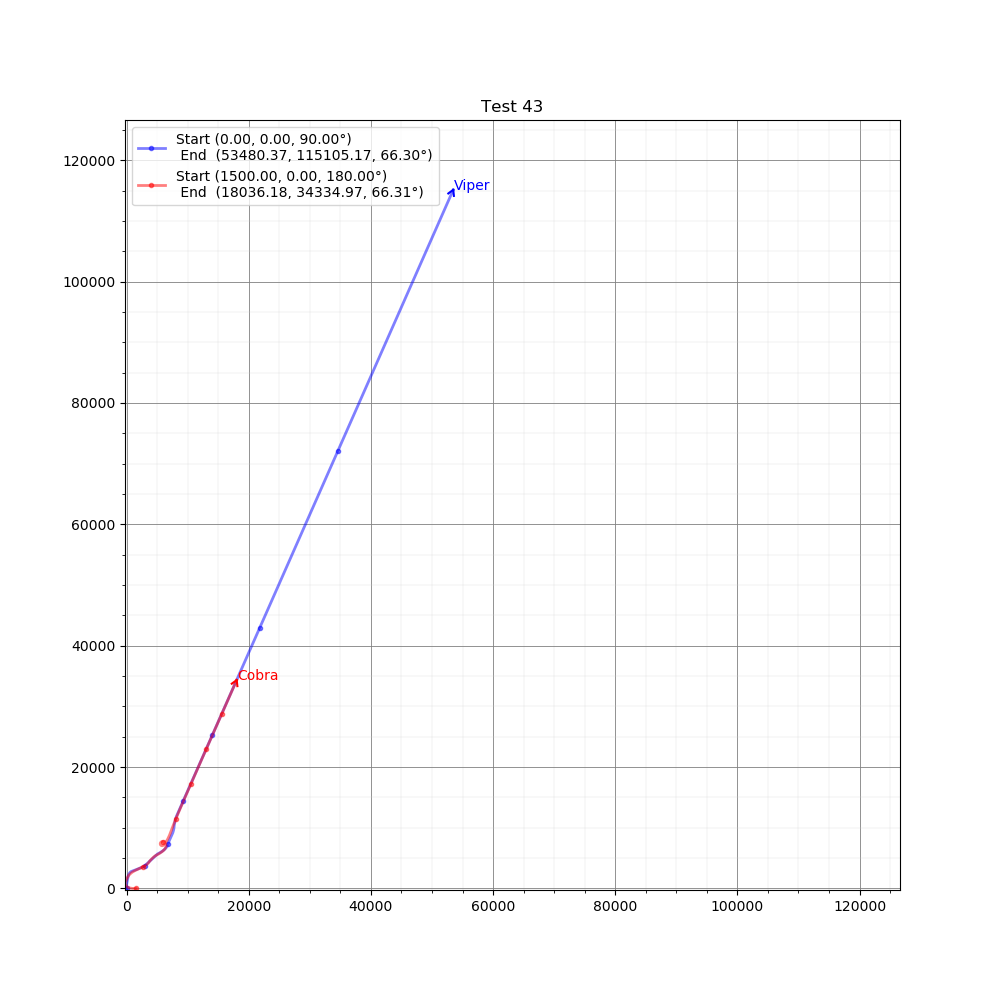 Test 43
Start (0.00, 0.00, 90.00°)
End (53480.37, 115105.17, 66.30°)
Start (1500.00, 0.00, 180.00°)
End (18036.18, 34334.97, 66.31°)
Viper
Cobra
120000
100000
80000
60000
40000
20000
0
0 20000 40000 60000 80000 100000 120000